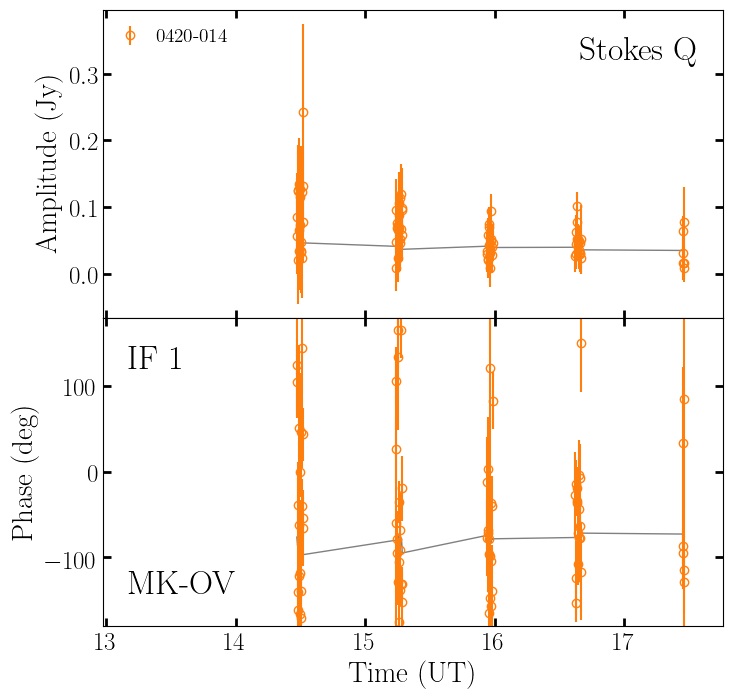 0420-014
Stokes Q
Amplitude (Jy)
0.3
0.2
0.1
0.0
IF 1
Phase (deg)
100
0
−100
MK-OV
13 14 15 16 17
Time (UT)